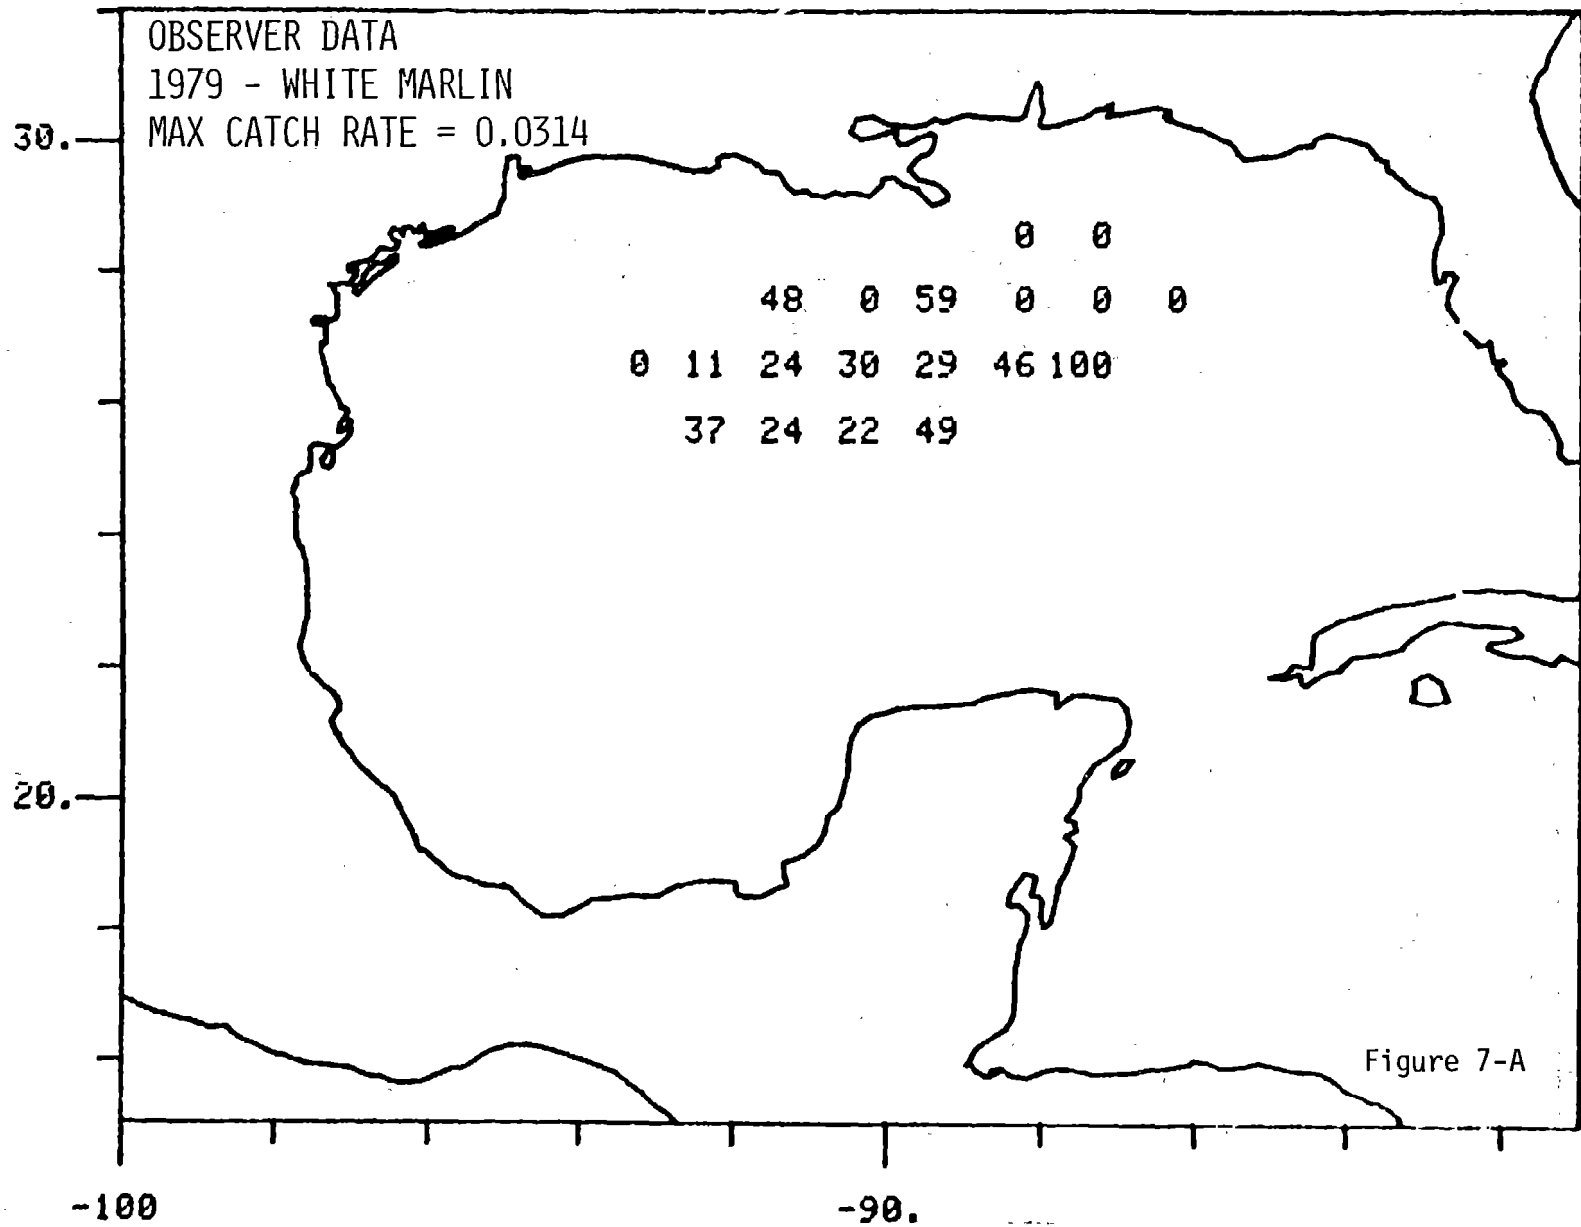 OBSERVER DATA
1979 - WHITE MARLIN
MAX CATCH RATE = 0.0314
30.
0 0
48 0 59 0 0 0
0 11 24 30 29 46 100
37 24 22 49
20.
Figure 7-A
-100 -90.